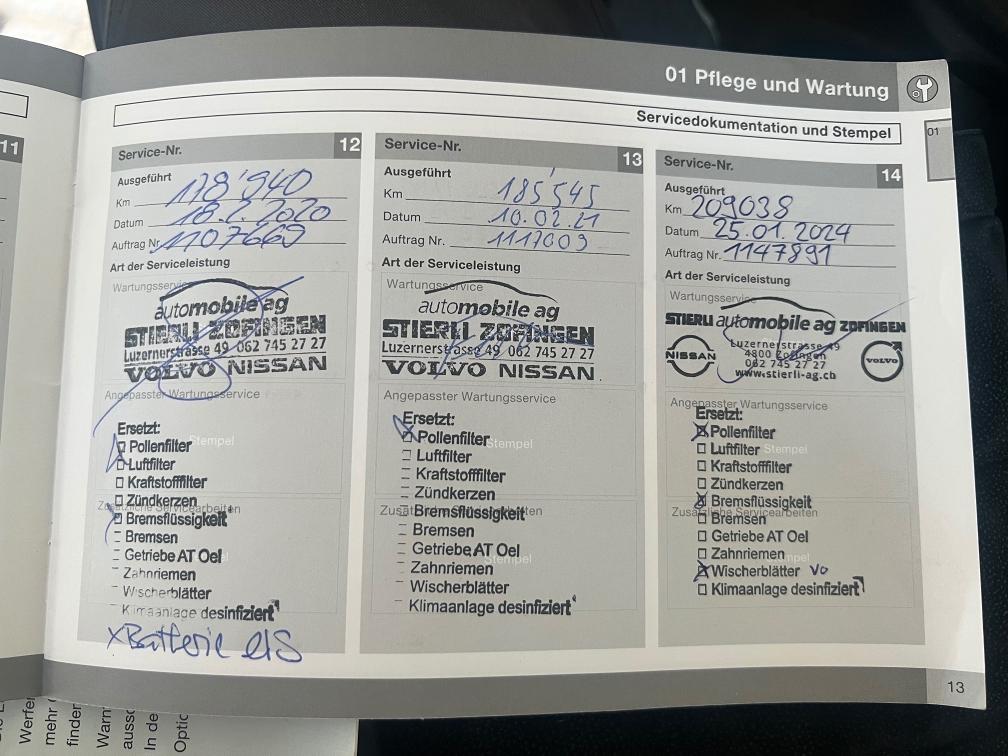 01 Pflege und Wartung
Servicedokumentation und Stempel
01
11
Service-Nr. 12
Ausgeführt
Km 178'940
Datum 18.2.2020
Auftrag Nr. 1107669
Art der Serviceleistung
Wartungsservice
automobile ag
STIERLI ZOFINGEN
Luzernerstrasse 49 062 745 27 27
VOLVO NISSAN
Angepasster Wartungsservice
Ersetzt:
Pollenfilter
Stempel
Luftfilter
Kraftstofffilter
Zündkerzen
Zusätzliche Servicearbeiten
Bremsflüssigkeit
Bremsen
Getriebe AT Oel
Zahnriemen
Wischerblätter
Klimaanlage desinfiziert
x Batterie
Service-Nr. 13
Ausgeführt
Km 185'545
Datum 10.02.21
Auftrag Nr. 1117009
Art der Serviceleistung
Wartungsservice
automobile ag
STIERLI ZOFINGEN
Luzernerstrasse 49 062 745 27 27
VOLVO NISSAN
Angepasster Wartungsservice
Ersetzt:
Pollenfilter
Stempel
Luftfilter
Kraftstofffilter
Zündkerzen
Zusätzliche Servicearbeiten
Bremsflüssigkeit
Bremsen
Getriebe AT Oel
Stempel
Zahnriemen
Wischerblätter
Klimaanlage desinfiziert
Service-Nr. 14
Ausgeführt
Km 209038
Datum 25.01.2024
Auftrag Nr. 1147891
Art der Serviceleistung
Wartungsservice
STIERLI automobile ag ZOFINGEN
NISSAN
Luzernerstrasse 49
4800 Zofingen
062 745 27 27
www.stierli-ag.ch
VOLVO
Angepasster Wartungsservice
Ersetzt:
Pollenfilter
Luftfilter Stempel
Kraftstofffilter
Zündkerzen
Bremsflüssigkeit
Zusätzliche Servicearbeiten
Bremsen
Getriebe AT Oel
Zahnriemen
Wischerblätter vo
Klimaanlage desinfiziert
13